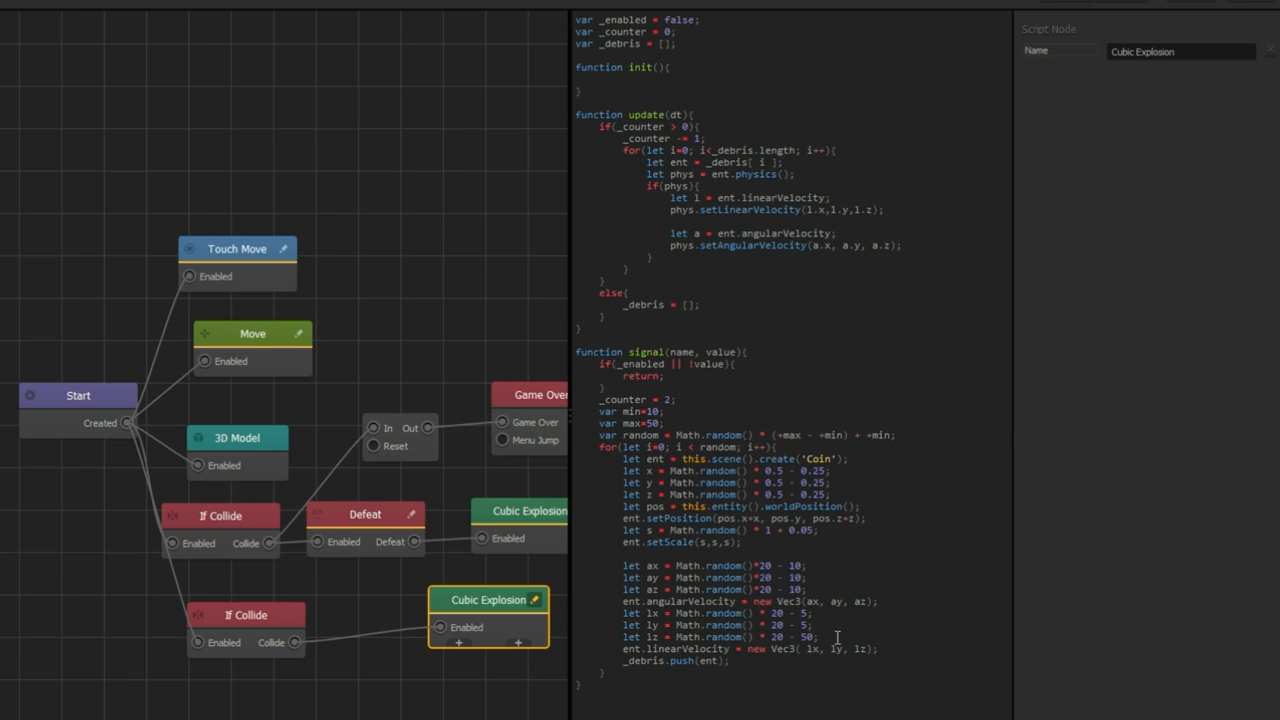 Touch Move
Enabled
Move
Enabled
Start
Created
3D Model
Enabled
In Out
Reset
Game Over
Game Over
Menu Jump
If Collide
Enabled Collide
Defeat
Enabled Defeat
Cubic Explosion
Enabled
If Collide
Enabled Collide
Cubic Explosion
Enabled
+ +
var _enabled = false;
var _counter = 0;
var _debris = [];
function init(){
}
function update(dt){
if(_counter > 0){
_counter -= 1;
for(let i=0; i<_debris.length; i++){
let ent = _debris[ i ];
let phys = ent.physics();
if(phys){
let l = ent.linearVelocity;
phys.setLinearVelocity(l.x,l.y,l.z);
let a = ent.angularVelocity;
phys.setAngularVelocity(a.x, a.y, a.z);
}
}
}
else{
_debris = [];
}
}
function signal(name, value){
if(_enabled || !value){
return;
}
_counter = 2;
var min=10;
var max=50;
var random = Math.random() * (+max - +min) + +min;
for(let i=0; i < random; i++){
let ent = this.scene().create('Coin');
let x = Math.random() * 0.5 - 0.25;
let y = Math.random() * 0.5 - 0.25;
let z = Math.random() * 0.5 - 0.25;
let pos = this.entity().worldPosition();
ent.setPosition(pos.x+x, pos.y, pos.z+z);
let s = Math.random() * 1 + 0.05;
ent.setScale(s,s,s);
let ax = Math.random()*20 - 10;
let ay = Math.random()*20 - 10;
let az = Math.random()*20 - 10;
ent.angularVelocity = new Vec3(ax, ay, az);
let lx = Math.random() * 20 - 5;
let ly = Math.random() * 20 - 5;
let lz = Math.random() * 20 - 50;
ent.linearVelocity = new Vec3( lx, ly, lz);
_debris.push(ent);
}
}
Script Node
Name Cubic Explosion